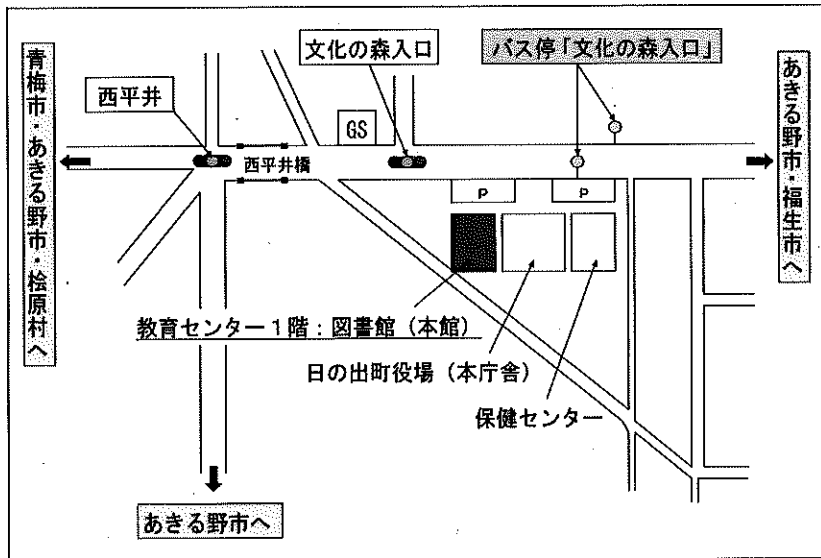 青梅市・あきる野市・桧原村へ
西平井
文化の森入口
バス停「文化の森入口」
あきる野市・福生市へ
GS
西平井橋
P
P
教育センター１階：図書館（本館）
日の出町役場（本庁舎）
保健センター
あきる野市へ